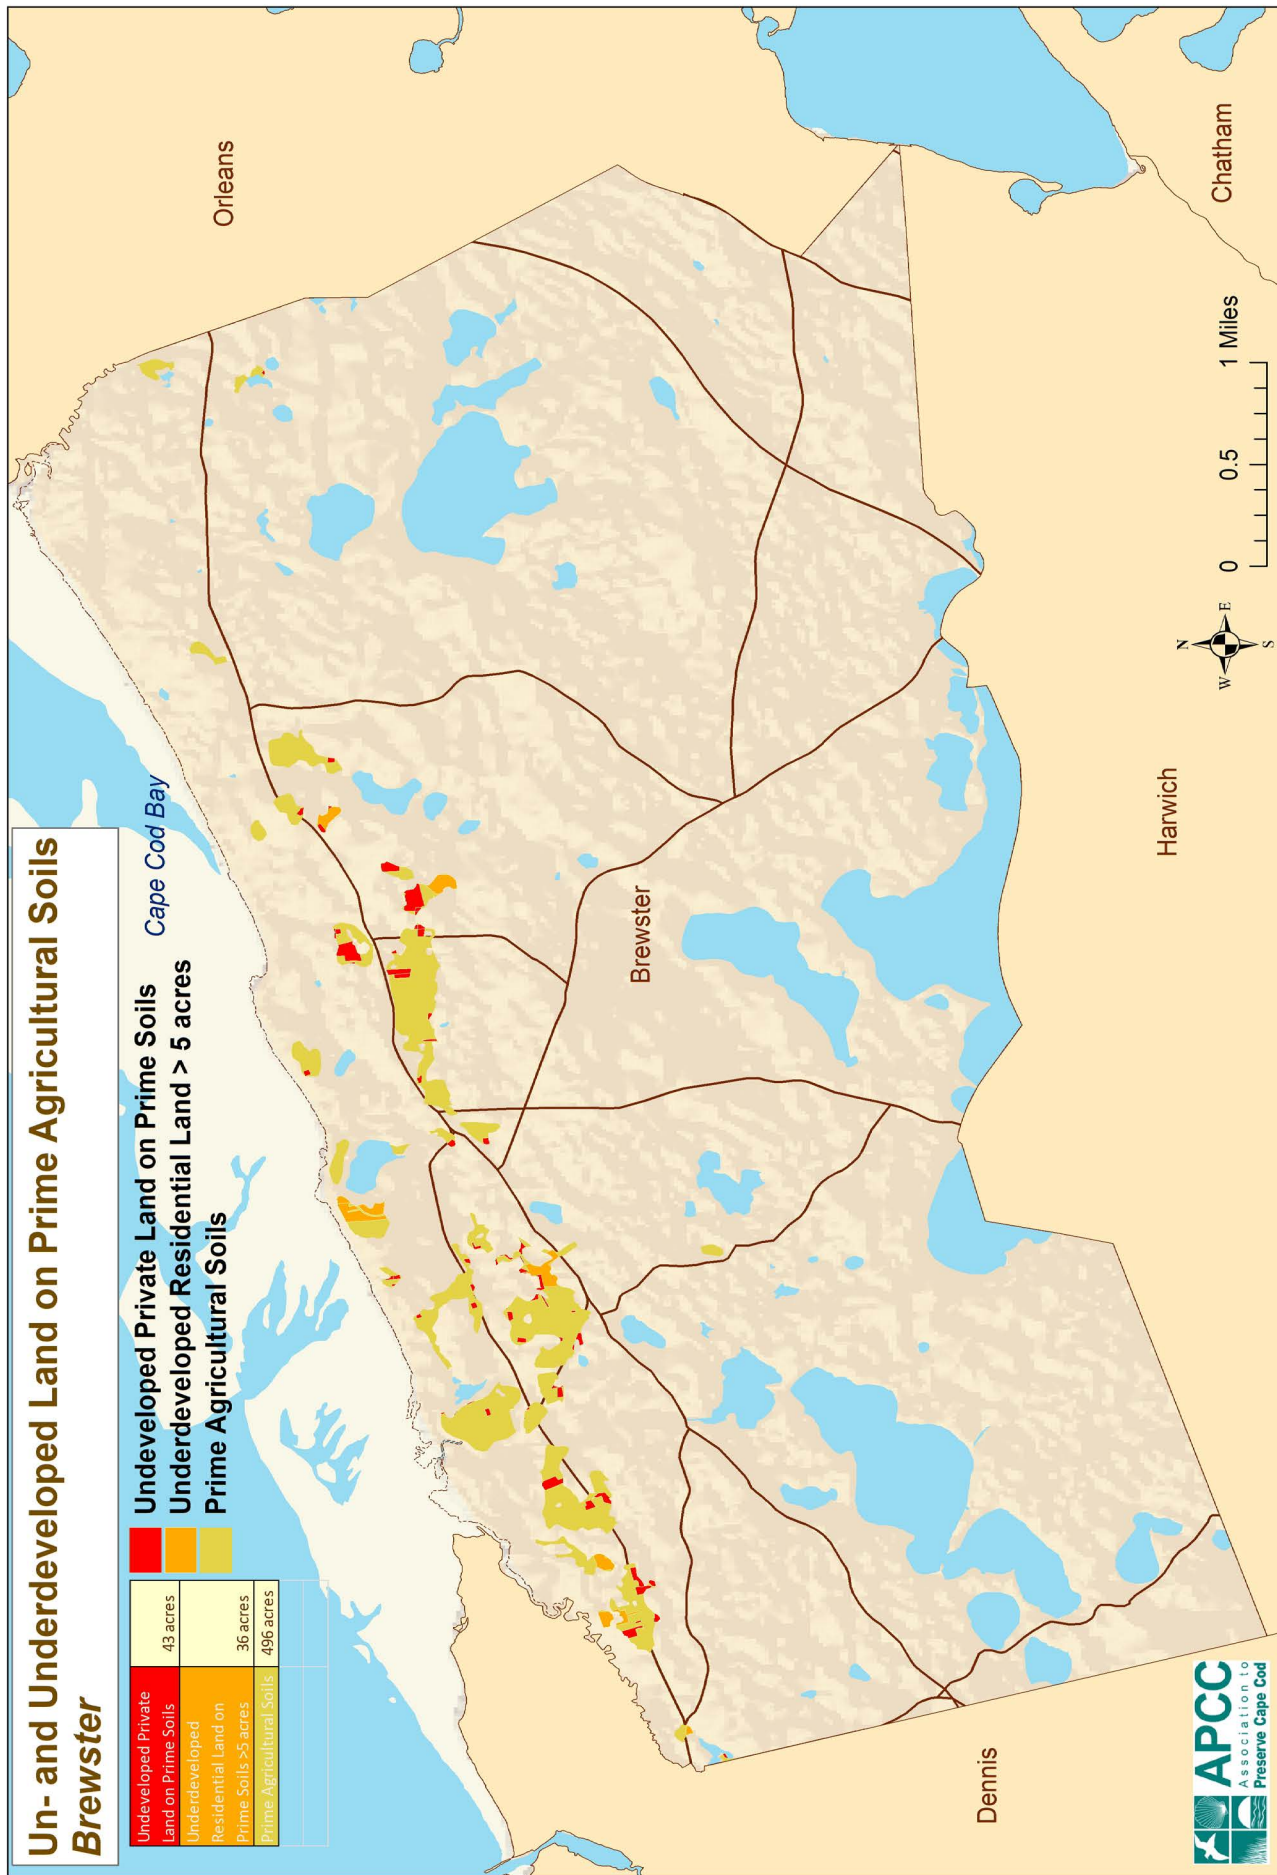 Un- and Underdeveloped Land on Prime Agricultural Soils
Brewster
Undeveloped Private
Land on Prime Soils
43 acres
Underdeveloped
Residential Land on
Prime Soils >5 acres
36 acres
Prime Agricultural Soils
496 acres
Undeveloped Private Land on Prime Soils
Underdeveloped Residential Land > 5 acres
Prime Agricultural Soils
Cape Cod Bay
Orleans
Brewster
Dennis
Harwich
Chatham
N
W
E
S
0 0.5 1 Miles
APCC
Association to
Preserve Cape Cod